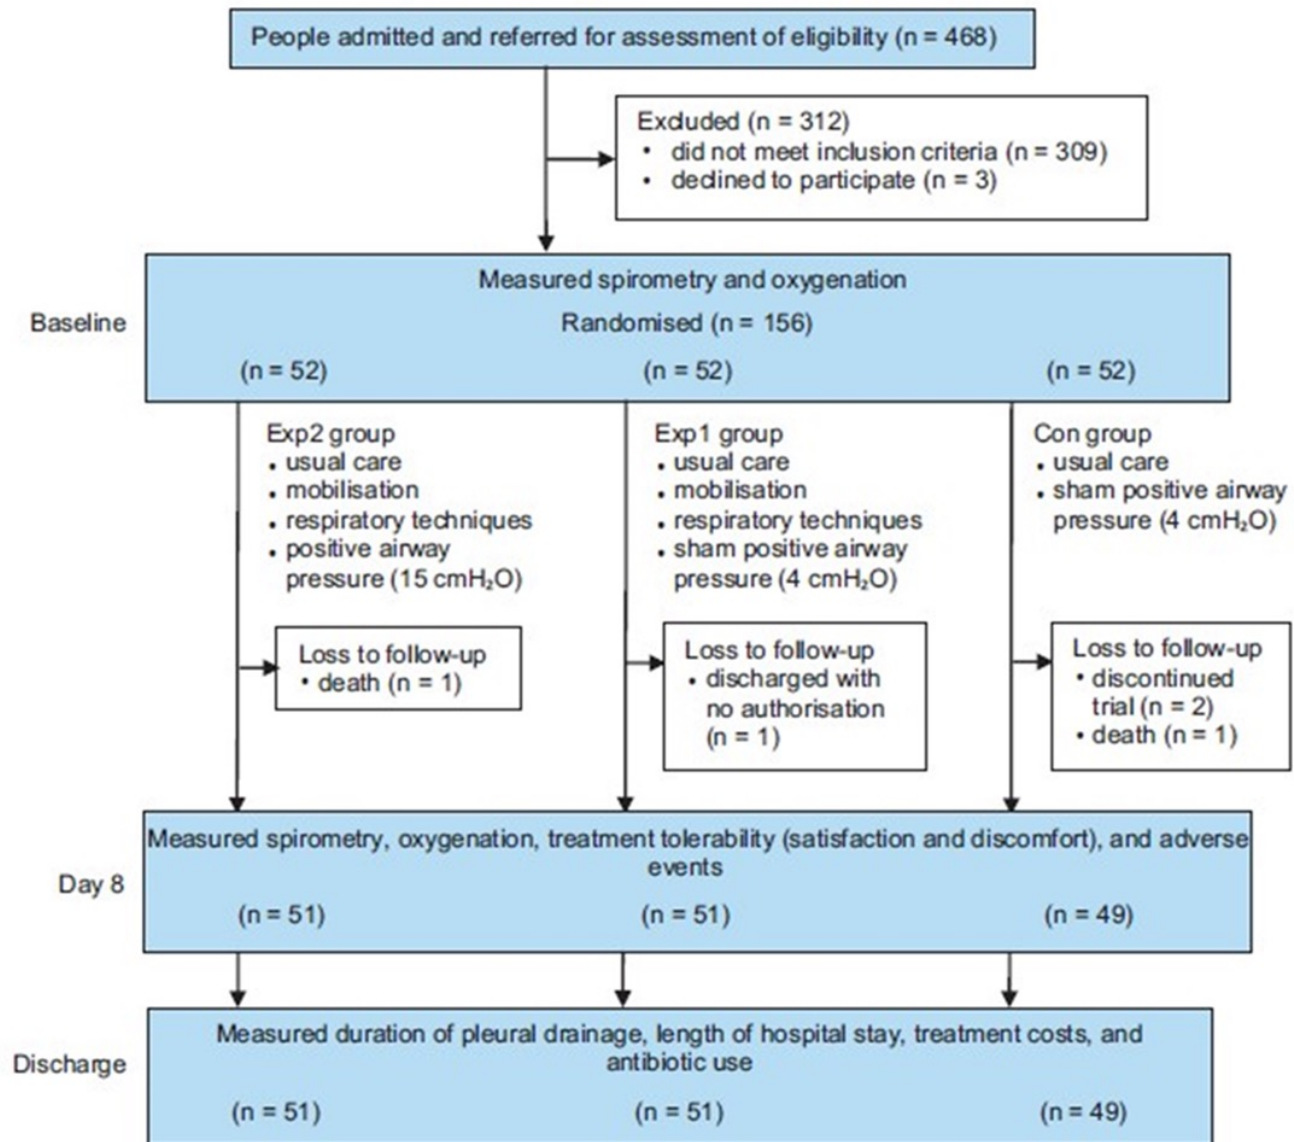 People admitted and referred for assessment of eligibility (n = 468)
Excluded (n = 312)
• did not meet inclusion criteria (n = 309)
• declined to participate (n = 3)
Baseline
Measured spirometry and oxygenation
Randomised (n = 156)
(n = 52)
(n = 52)
(n = 52)
Exp2 group
• usual care
• mobilisation
• respiratory techniques
• positive airway
pressure (15 cmH₂O)
Exp1 group
• usual care
• mobilisation
• respiratory techniques
• sham positive airway
pressure (4 cmH₂O)
Con group
• usual care
• sham positive airway
pressure (4 cmH₂O)
Loss to follow-up
• death (n = 1)
Loss to follow-up
• discharged with
no authorisation
(n = 1)
Loss to follow-up
• discontinued
trial (n = 2)
• death (n = 1)
Day 8
Measured spirometry, oxygenation, treatment tolerability (satisfaction and discomfort), and adverse
events
(n = 51)
(n = 51)
(n = 49)
Discharge
Measured duration of pleural drainage, length of hospital stay, treatment costs, and
antibiotic use
(n = 51)
(n = 51)
(n = 49)